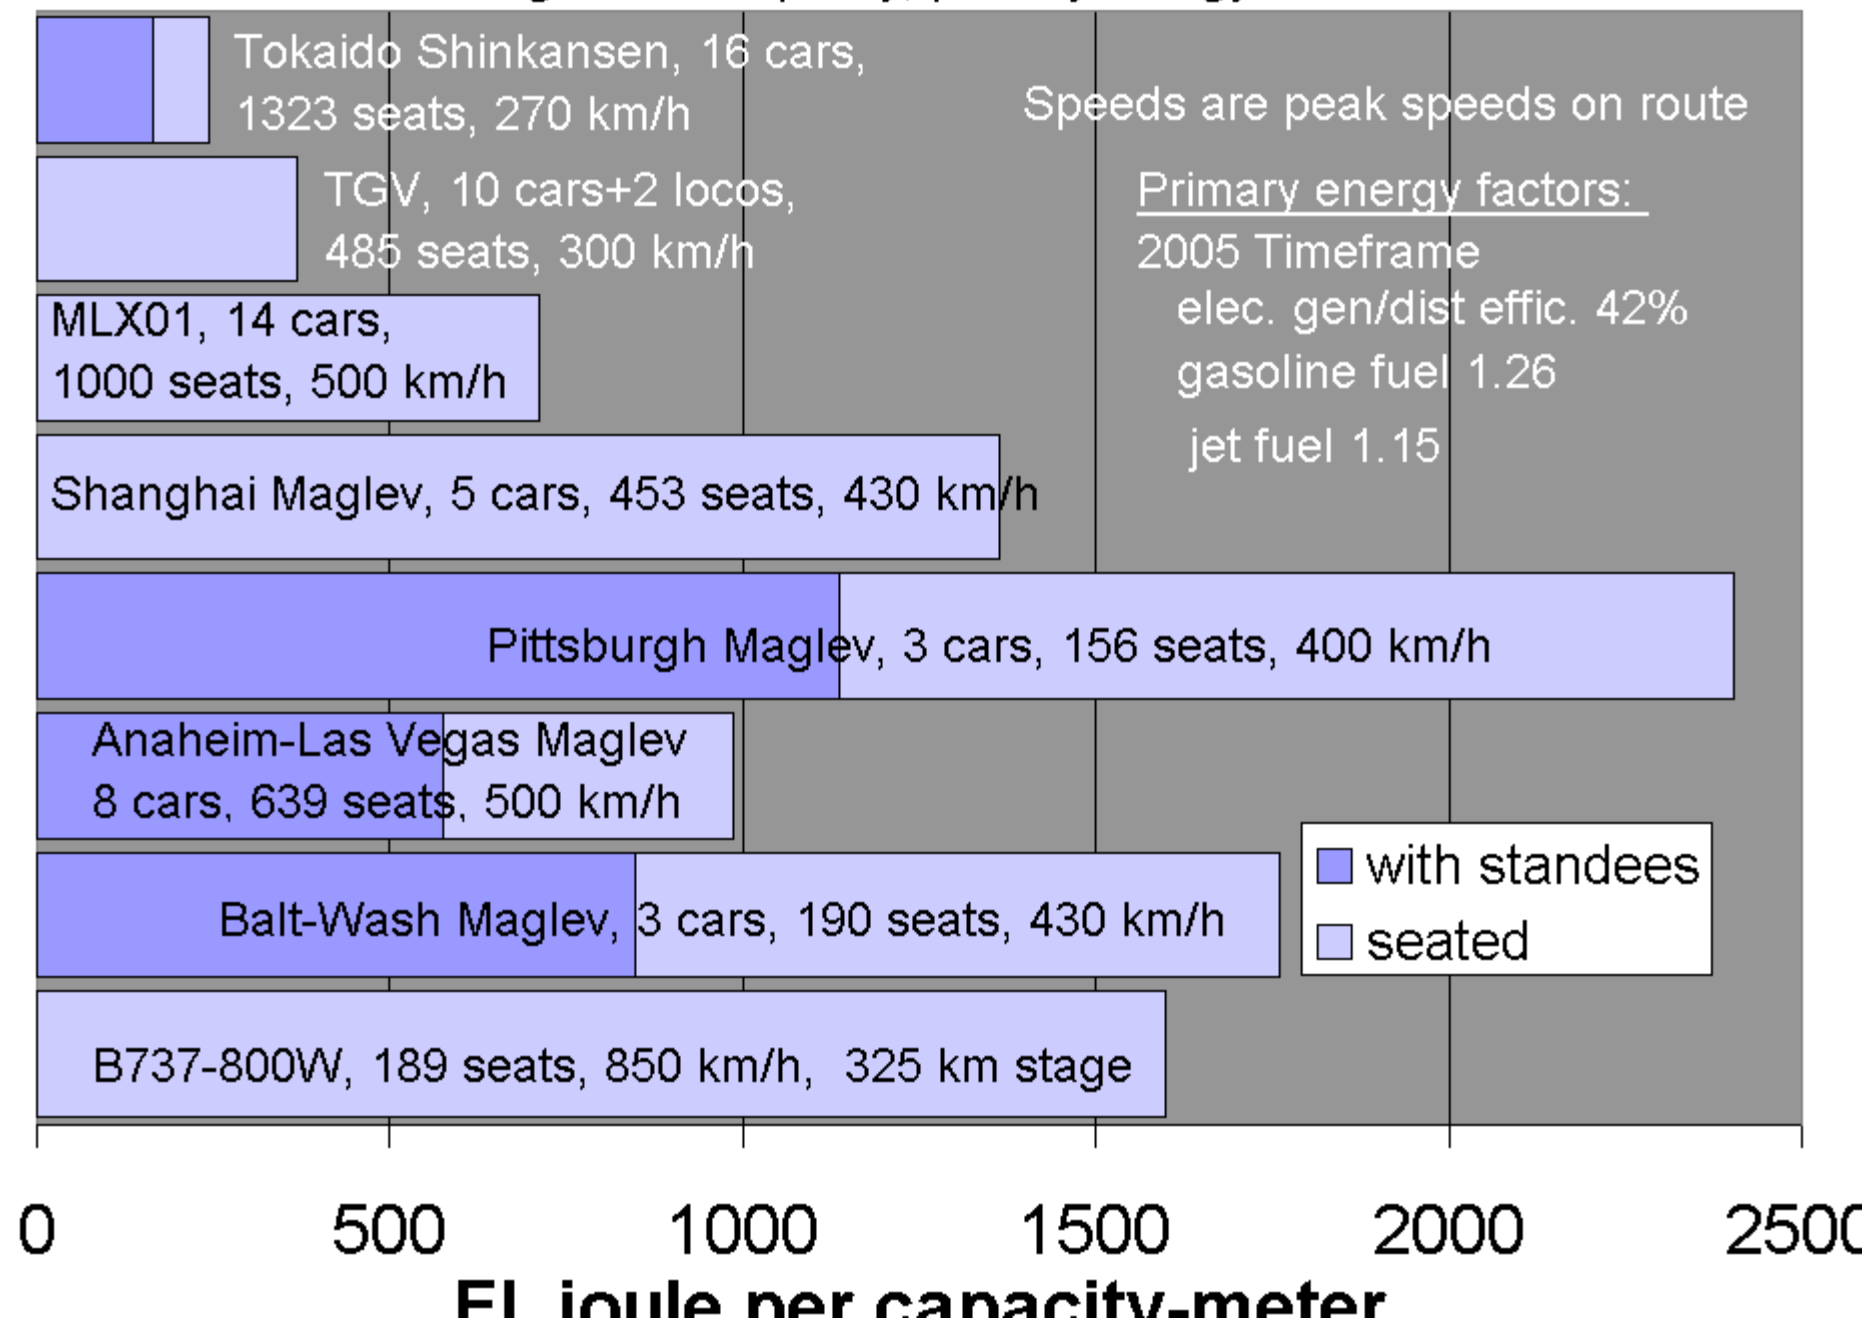 Tokaido Shinkansen, 16 cars,
1323 seats, 270 km/h
Speeds are peak speeds on route
TGV, 10 cars+2 locos,
485 seats, 300 km/h
Primary energy factors:
2005 Timeframe
elec. gen/dist effic. 42%
gasoline fuel 1.26
jet fuel 1.15
MLX01, 14 cars,
1000 seats, 500 km/h
Shanghai Maglev, 5 cars, 453 seats, 430 km/h
Pittsburgh Maglev, 3 cars, 156 seats, 400 km/h
Anaheim-Las Vegas Maglev
8 cars, 639 seats, 500 km/h
Balt-Wash Maglev, 3 cars, 190 seats, 430 km/h
with standees
seated
B737-800W, 189 seats, 850 km/h, 325 km stage
0 500 1000 1500 2000 2500
joule per capacity-meter